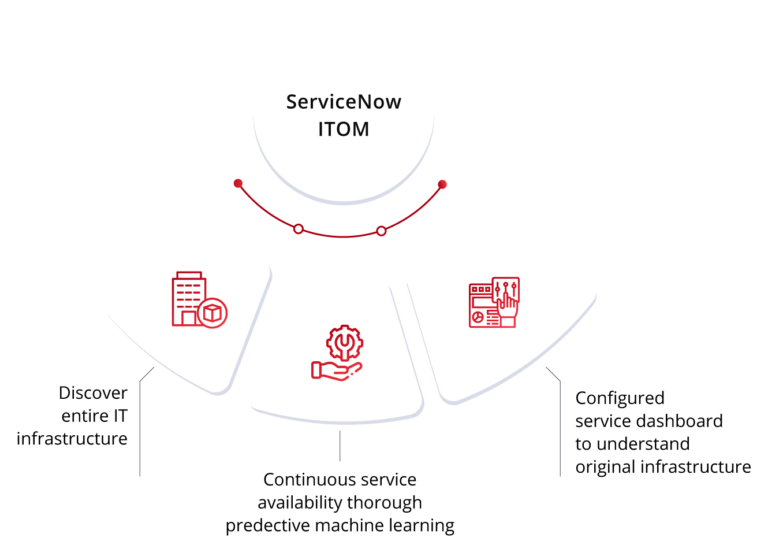 ServiceNow
ITOM
Discover
entire IT
infrastructure
Continuous service
availability thorough
predective machine learning
Configured
service dashboard
to understand
original infrastructure